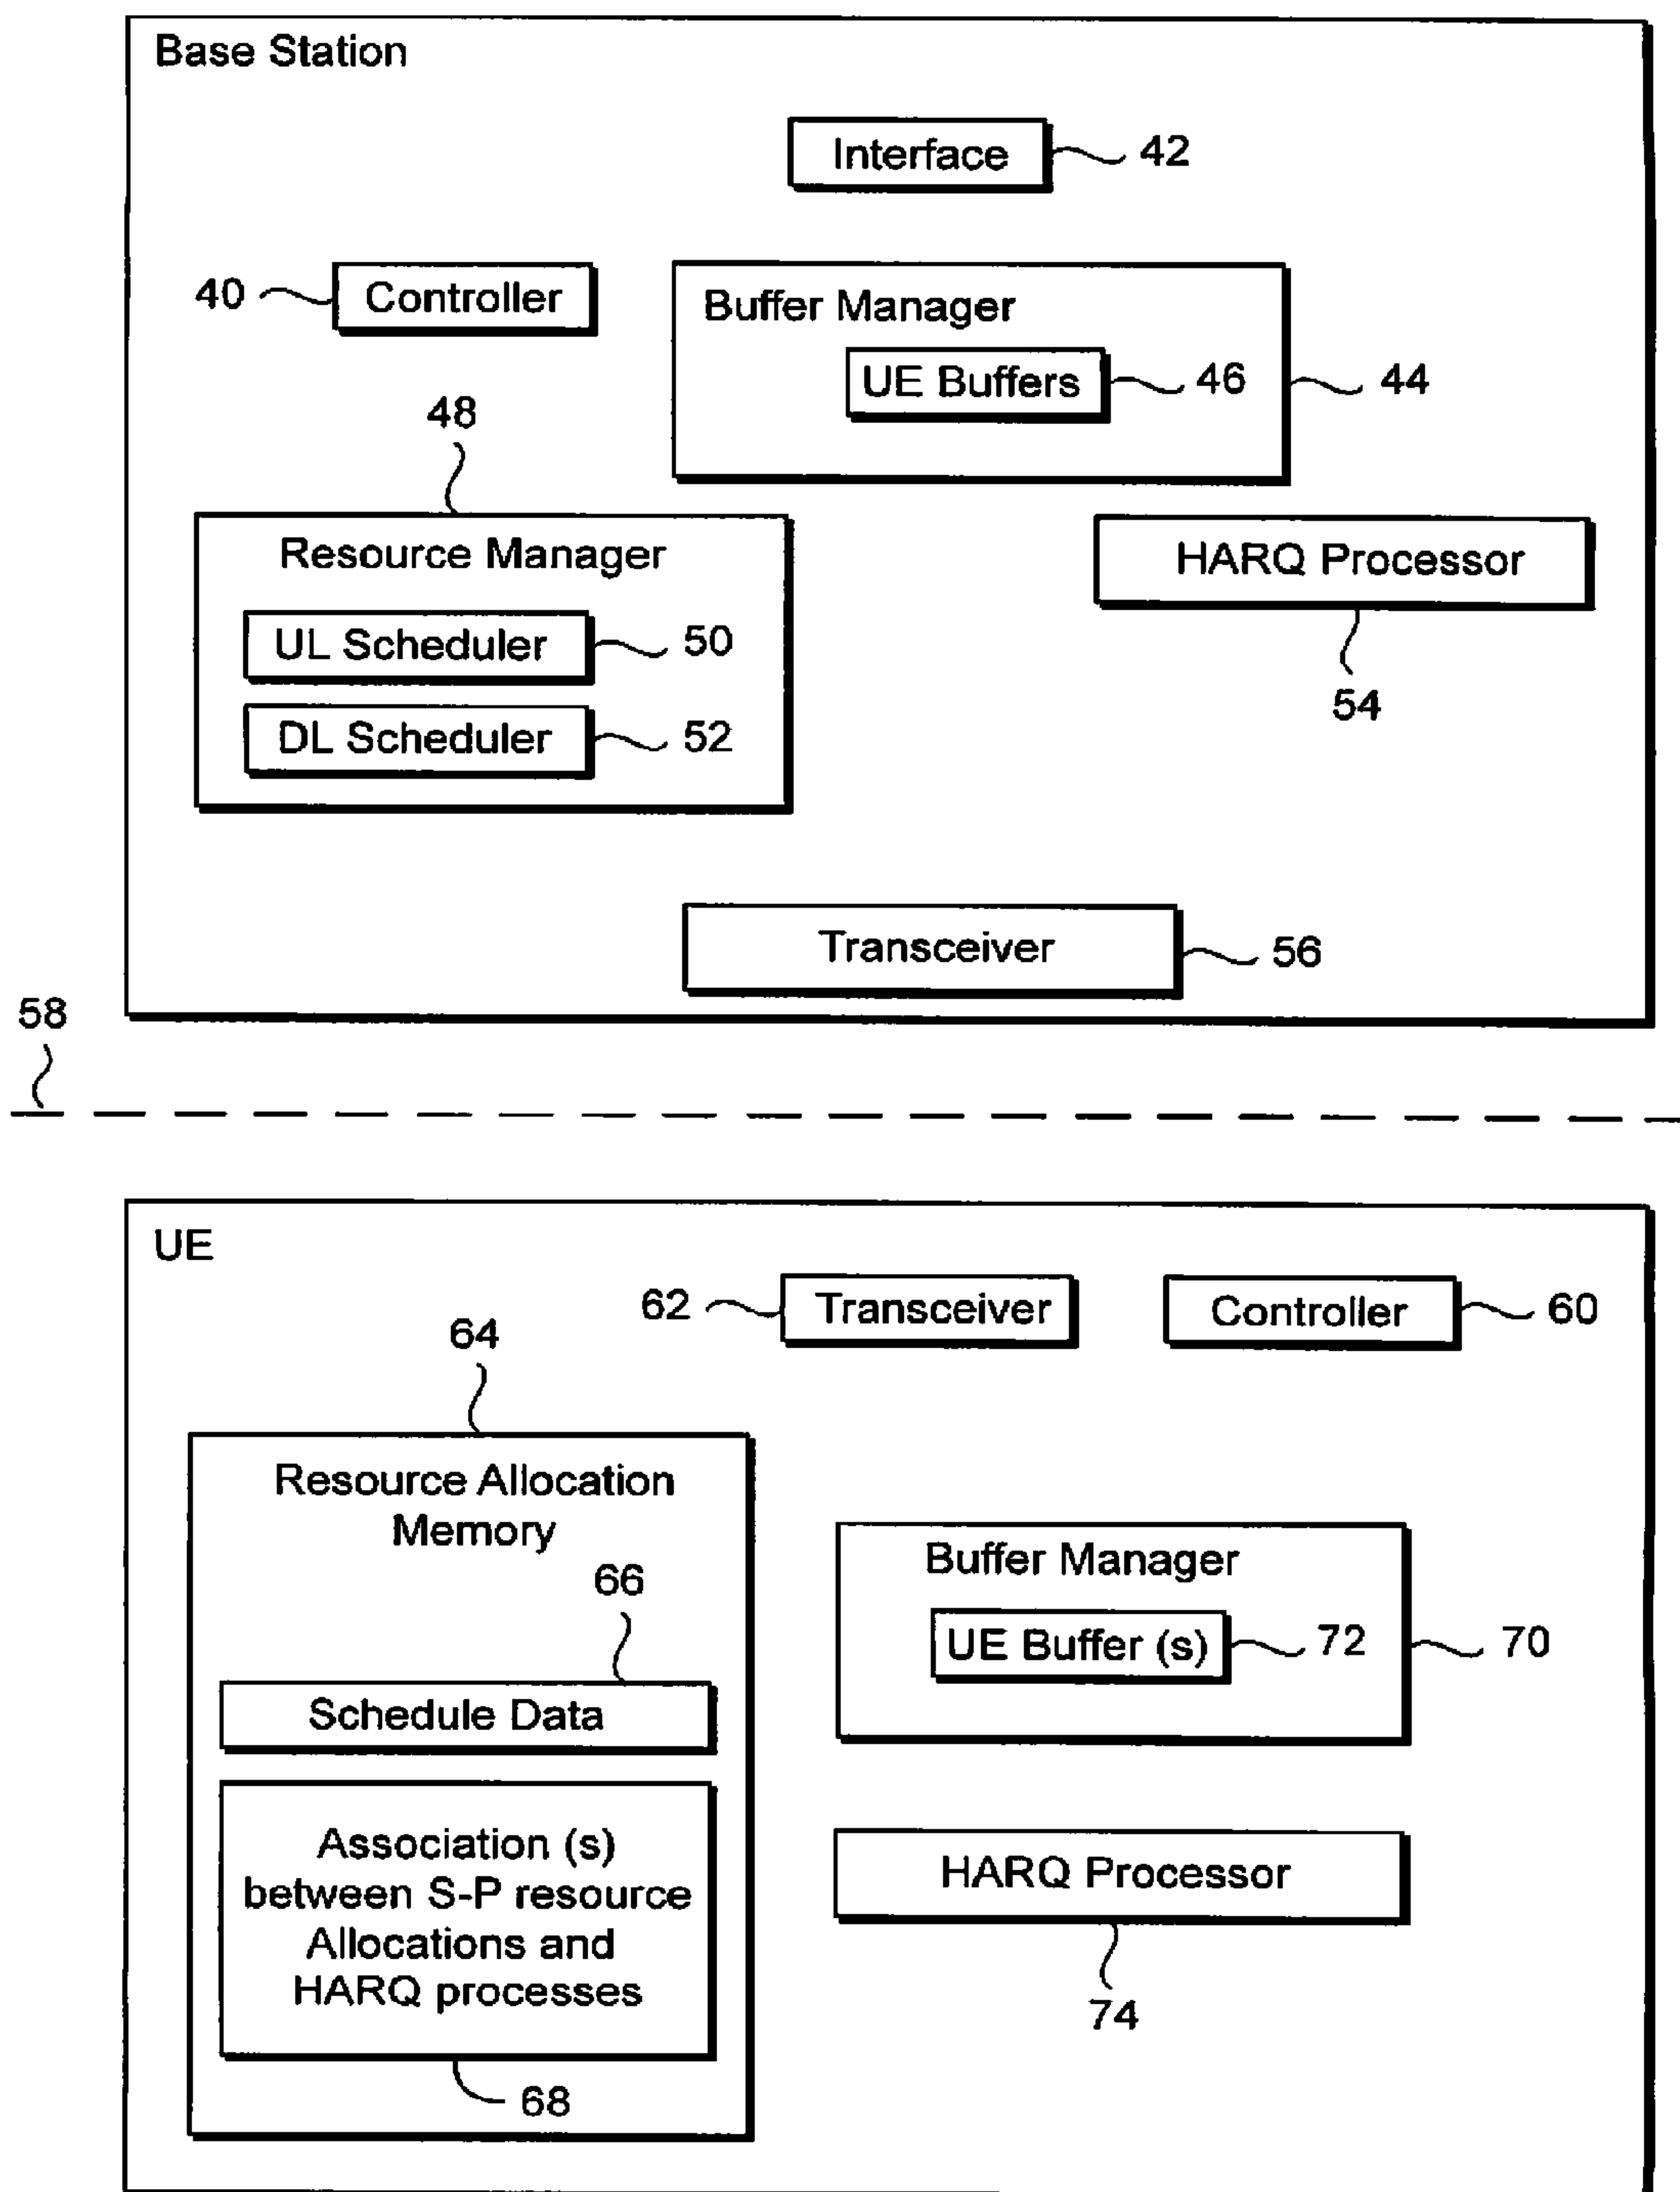 Base Station
Interface
42
40
Controller
Buffer Manager
UE Buffers
46
44
48
Resource Manager
UL Scheduler
50
DL Scheduler
52
HARQ Processor
54
Transceiver
56
58
UE
62
Transceiver
Controller
60
64
Resource Allocation
Memory
66
Schedule Data
Association (s)
between S-P resource
Allocations and
HARQ processes
68
Buffer Manager
UE Buffer (s)
72
70
HARQ Processor
74